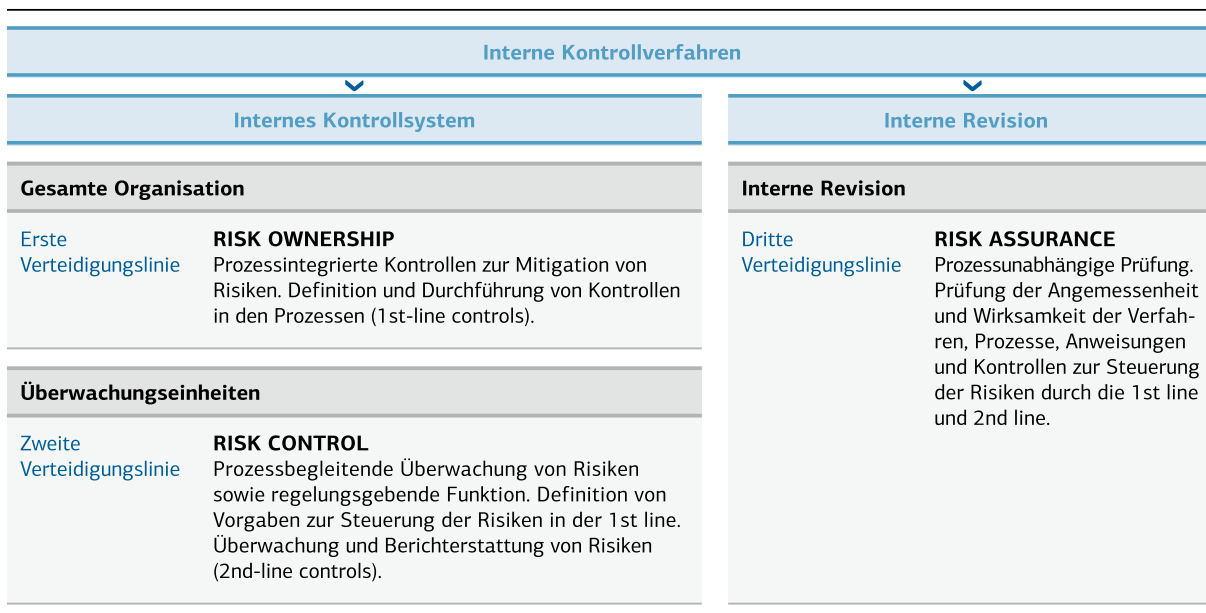 Interne Kontrollverfahren
Internes Kontrollsystem
Gesamte Organisation
Erste
Verteidigungslinie
RISK OWNERSHIP
Prozessintegrierte Kontrollen zur Mitigation von
Risiken. Definition und Durchführung von Kontrollen
in den Prozessen (1st-line controls).
Überwachungseinheiten
Zweite
Verteidigungslinie
RISK CONTROL
Prozessbegleitende Überwachung von Risiken
sowie regelungsgebende Funktion. Definition von
Vorgaben zur Steuerung der Risiken in der 1st line.
Überwachung und Berichterstattung von Risiken
(2nd-line controls).
Interne Revision
Interne Revision
Dritte
Verteidigungslinie
RISK ASSURANCE
Prozessunabhängige Prüfung.
Prüfung der Angemessenheit
und Wirksamkeit der Verfah-
ren, Prozesse, Anweisungen
und Kontrollen zur Steuerung
der Risiken durch die 1st line
und 2nd line.